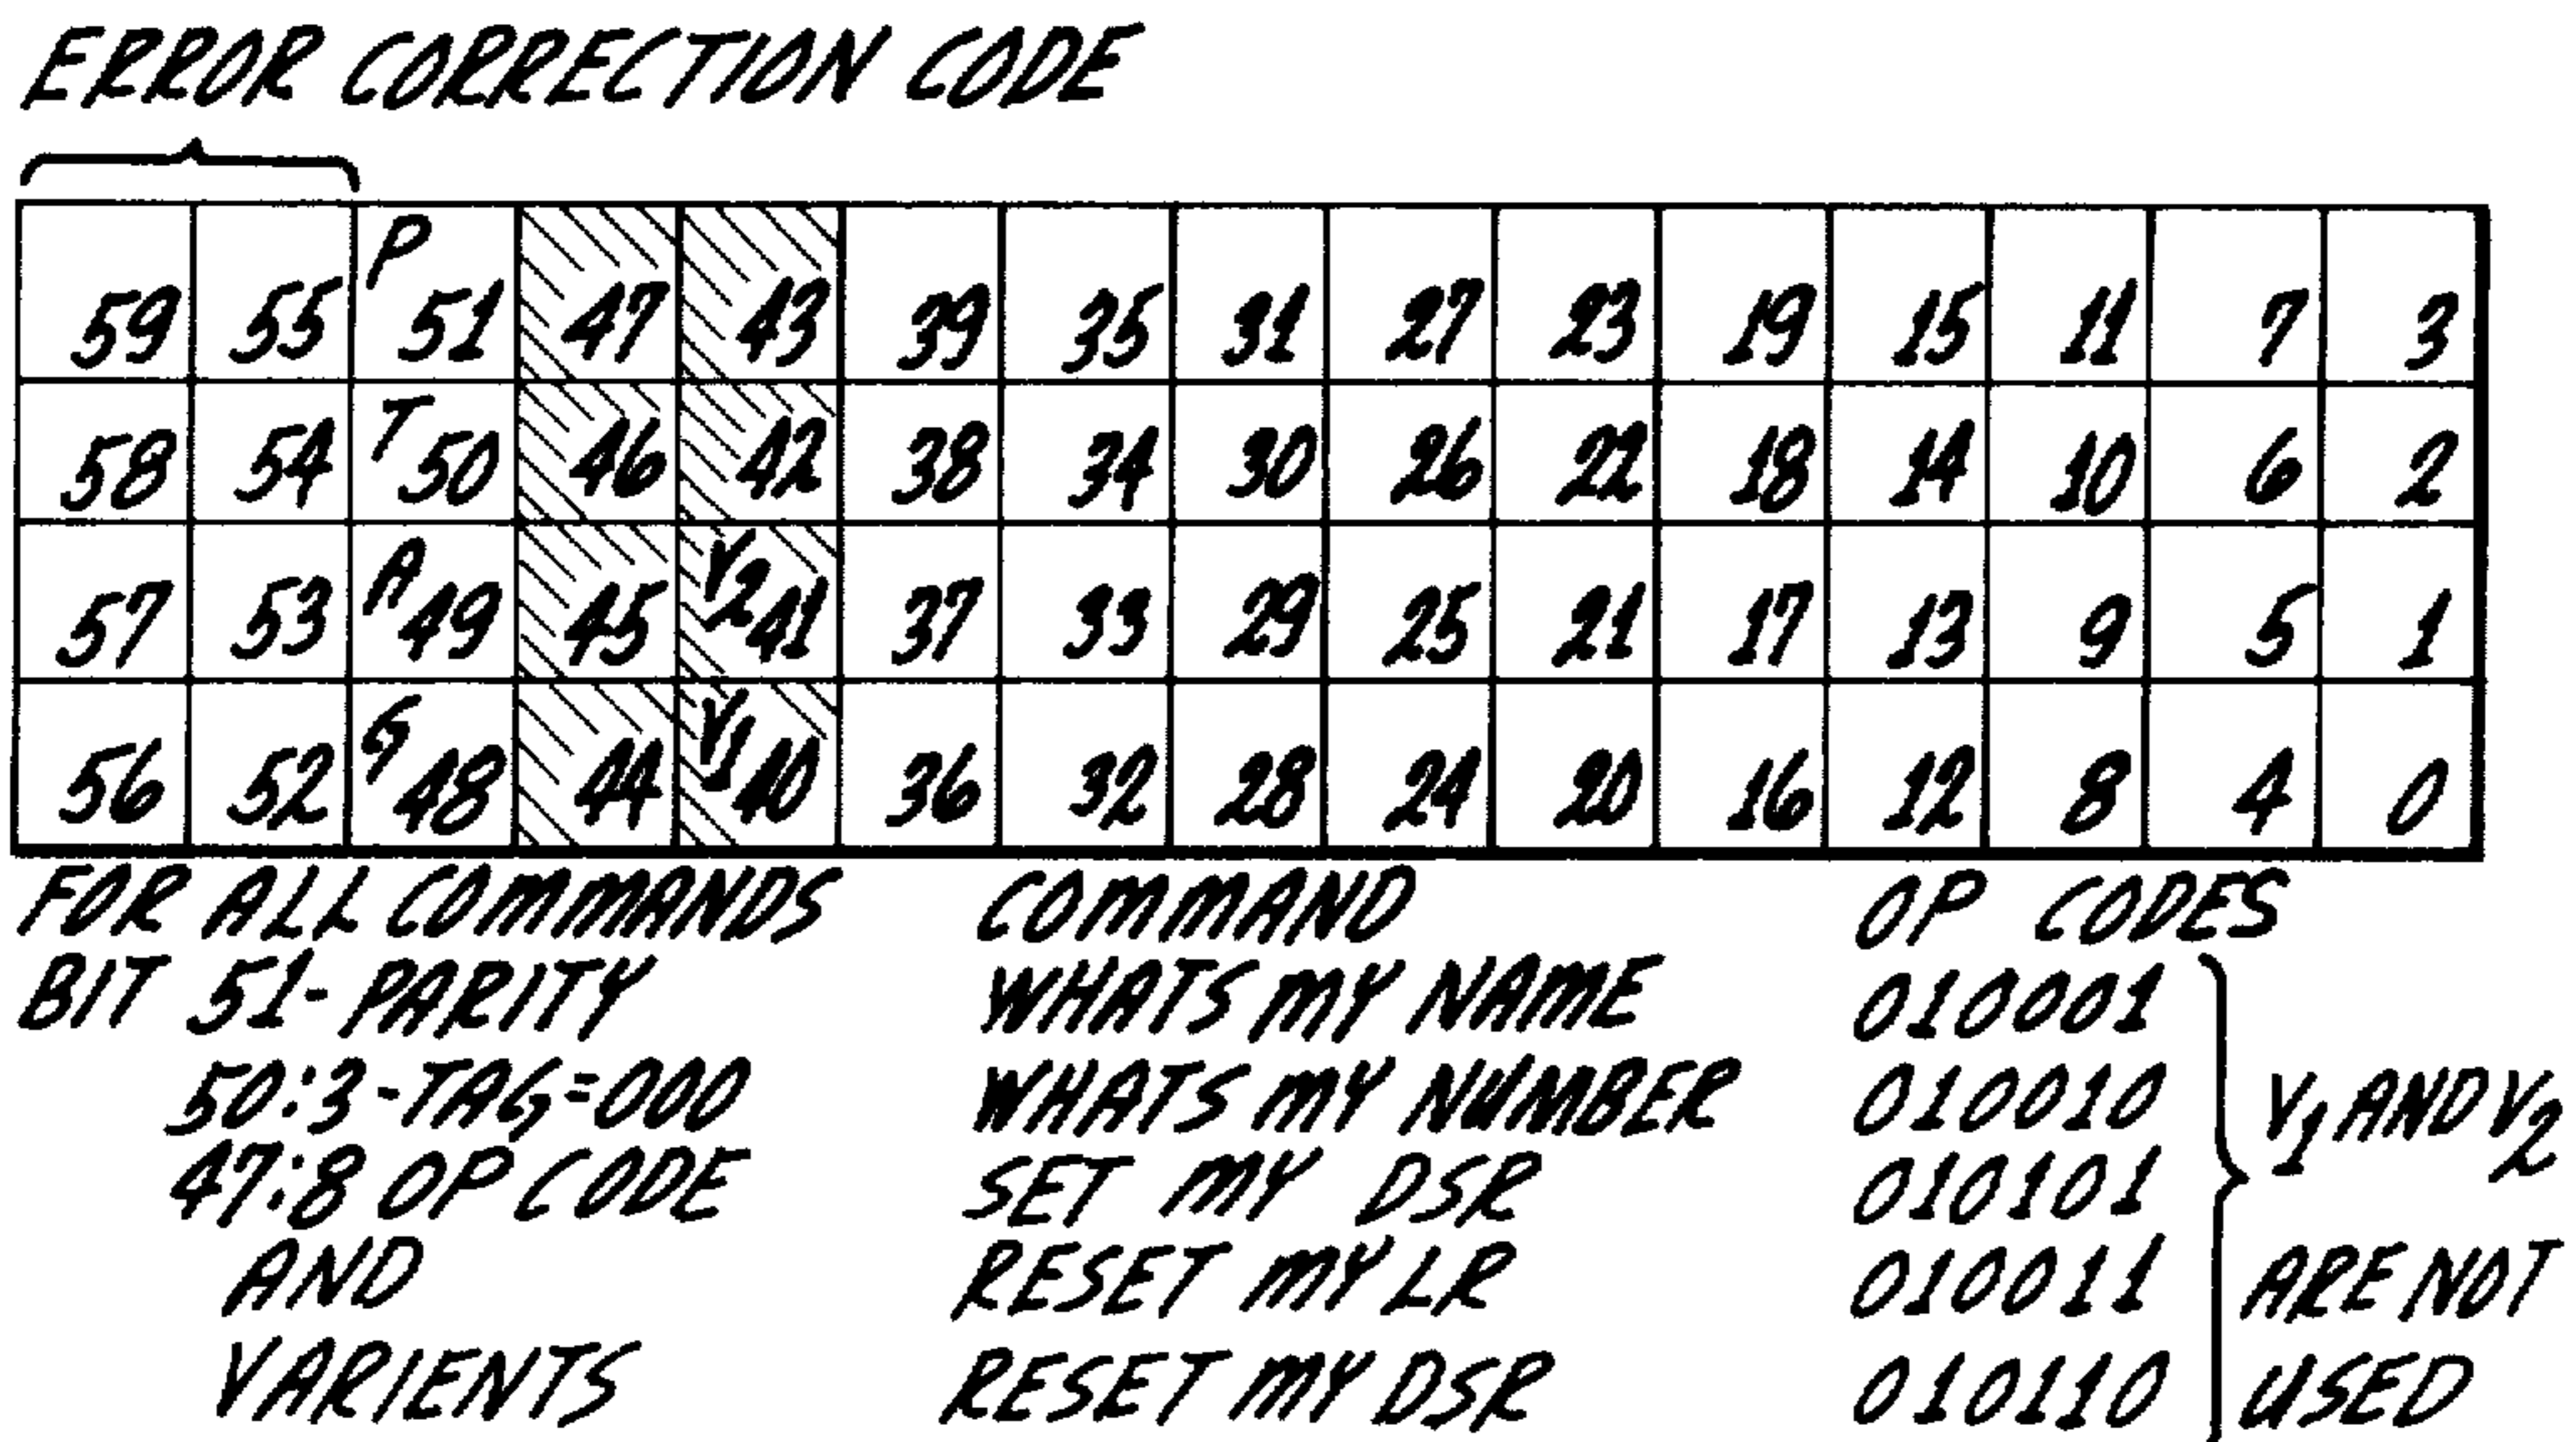 ERROR CORRECTION CODE
59 55 P 51 47 43 39 35 31 27 23 19 15 11 7 3
58 54 T 50 46 42 38 34 30 26 22 18 14 10 6 2
57 53 A 49 45 V2 41 37 33 29 25 21 17 13 9 5 1
56 52 G 48 44 V1 40 36 32 28 24 20 16 12 8 4 0
FOR ALL COMMANDS COMMAND OP CODES
BIT 51- PARITY WHATS MY NAME 010001
50:3-TAG=000 WHATS MY NUMBER 010010 V1 AND V2
47:8 OP CODE SET MY DSR 010101
AND RESET MY LR 010011 ARE NOT
VARIENTS RESET MY DSR 010110 USED